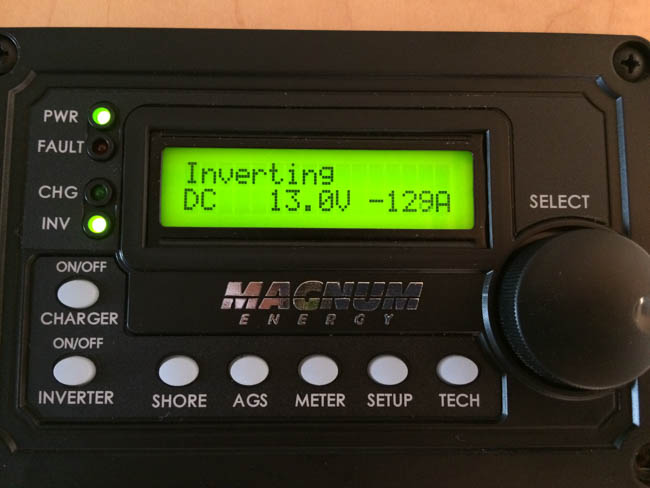 PWR
FAULT
CHG
INV
Inverting
DC 13.0V -129A
SELECT
ON/OFF
CHARGER
MAGNUM
ENERGY
ON/OFF
INVERTER
SHORE
AGS
METER
SETUP
TECH